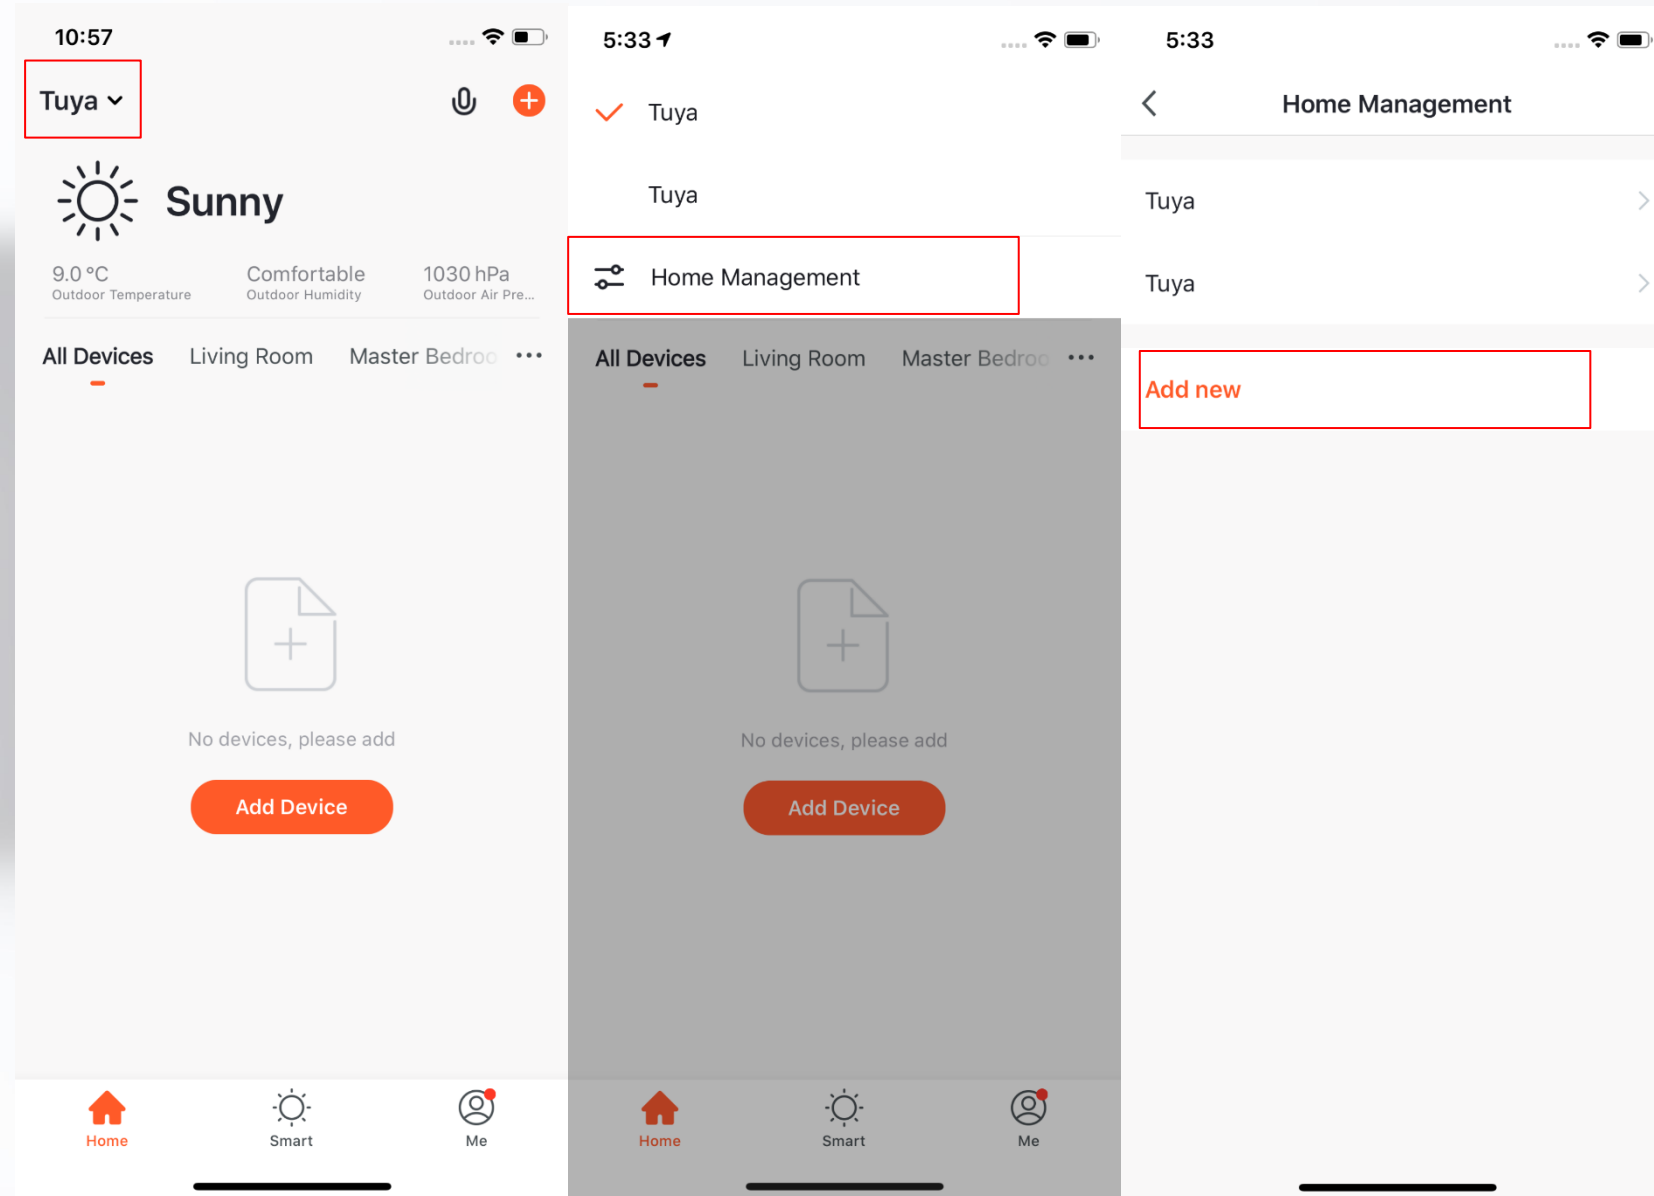 10:57
Tuya
Sunny
9.0 °C
Outdoor Temperature
Comfortable
Outdoor Humidity
1030 hPa
Outdoor Air Pre...
All Devices
Living Room
Master Bedroo
No devices, please add
Add Device
Home
Smart
Me
5:33
Tuya
Tuya
Home Management
All Devices
Living Room
Master Bedroo
No devices, please add
Add Device
Home
Smart
Me
5:33
Home Management
Tuya
Tuya
Add new